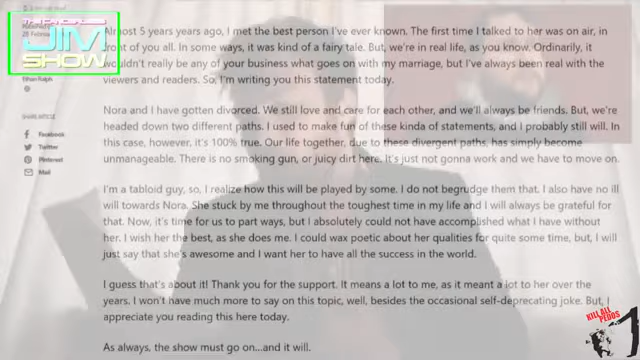 THE
JIM
SHOW
Ethan Ralph
SHARE ARTICLE
Facebook
Twitter
Pinterest
Mail
Almost 5 years years ago, I met the best person I've ever known. The first time I talked to her was on air, in
front of you all. In some ways, it was kind of a fairy tale. But, we're in real life, as you know. Ordinarily, it
wouldn't really be any of your business what goes on with my marriage, but I've always been real with the
viewers and readers. So, I'm writing you this statement today.
Nora and I have gotten divorced. We still love and care for each other, and we'll always be friends. But, we're
headed down two different paths. I used to make fun of these kinda of statements, and I probably still will. In
this case, however, it's 100% true. Our life together, due to these divergent paths, has simply become
unmanageable. There is no smoking gun, or juicy dirt here. It's just not gonna work and we have to move on.
I'm a tabloid guy, so, I realize how this will be played by some. I do not begrudge them that. I also have no ill
will towards Nora. She stuck by me throughout the toughest time in my life and I will always be grateful for
that. Now, it's time for us to part ways, but I absolutely could not have accomplished what I have without
her. I wish her the best, as she does me. I could wax poetic about her qualities for quite some time, but, I will
just say that she's awesome and I want her to have all the success in the world.
I guess that's about it! Thank you for the support. It means a lot to me, as it meant a lot to her over the
years. I won't have much more to say on this topic, well, besides the occasional self-deprecating joke. But, I
appreciate you reading this here today.
As always, the show must go on...and it will.
KILL ALL
PEDOS
1